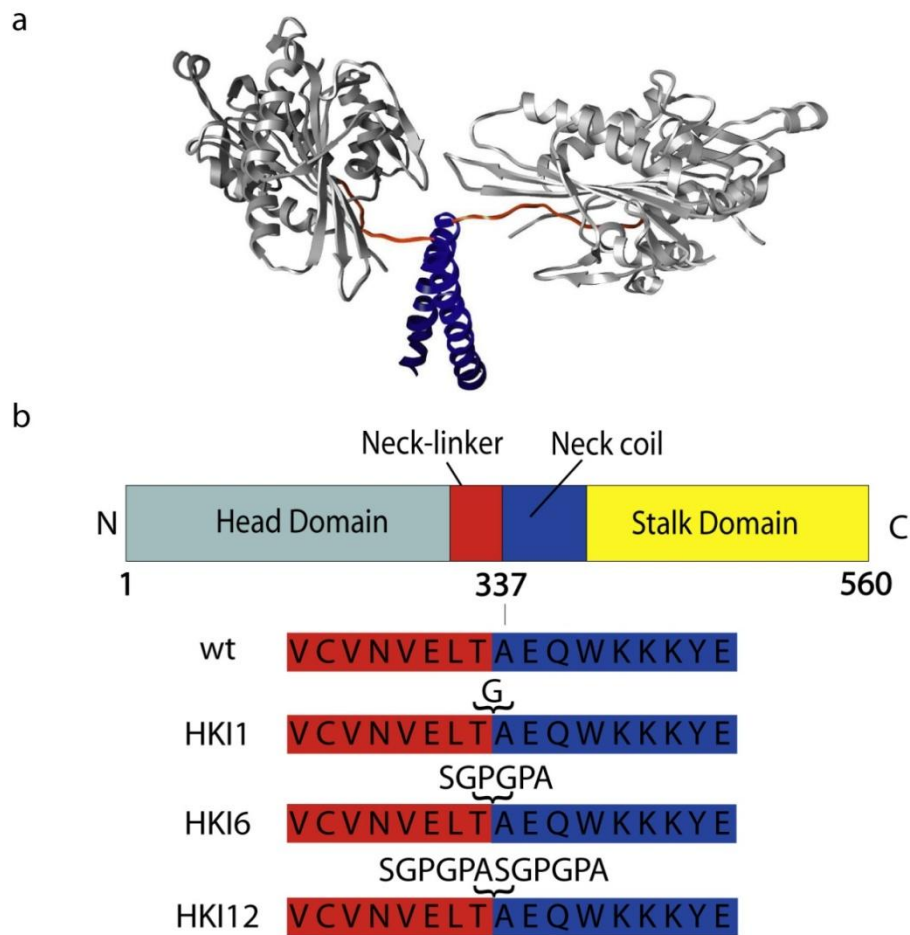 a
b
Neck-linker
Neck coil
N
Head Domain
Stalk Domain
C
1
337
560
wt
VCVNVELTAEQWKKKYE
G
HKI1
VCVNVELTAEQWKKKYE
SGPGPA
HKI6
VCVNVELTAEQWKKKYE
SGPGPASGPGPA
HKI12
VCVNVELTAEQWKKKYE